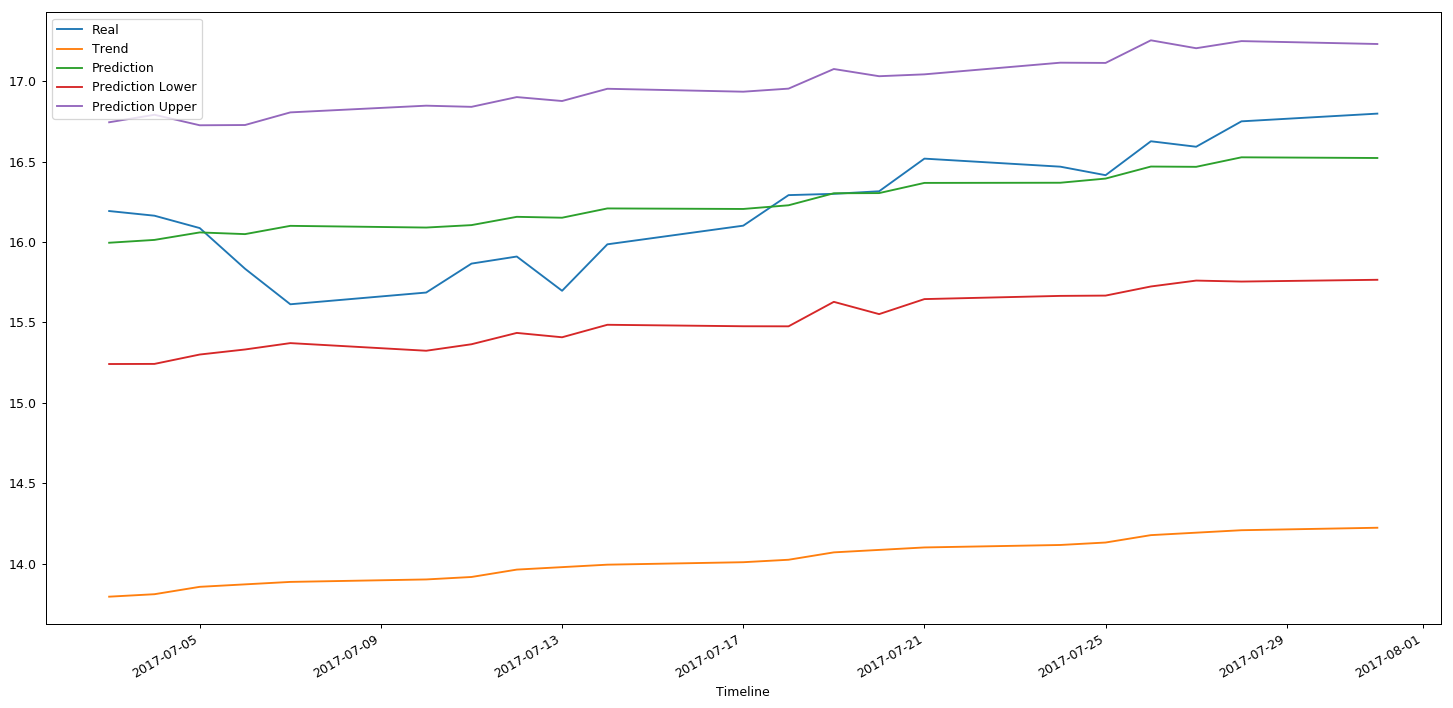 Real
Trend
Prediction
Prediction Lower
Prediction Upper
17.0
16.5
16.0
15.5
15.0
14.5
14.0
2017-07-05
2017-07-09
2017-07-13
2017-07-17
2017-07-21
2017-07-25
2017-07-29
2017-08-01
Timeline